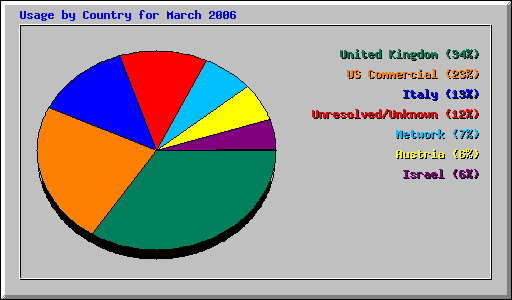 Usage by Country for March 2006
United Kingdom (34%)
US Commercial (23%)
Italy (13%)
Unresolved/Unknown (12%)
Network (7%)
Austria (6%)
Israel (6%)